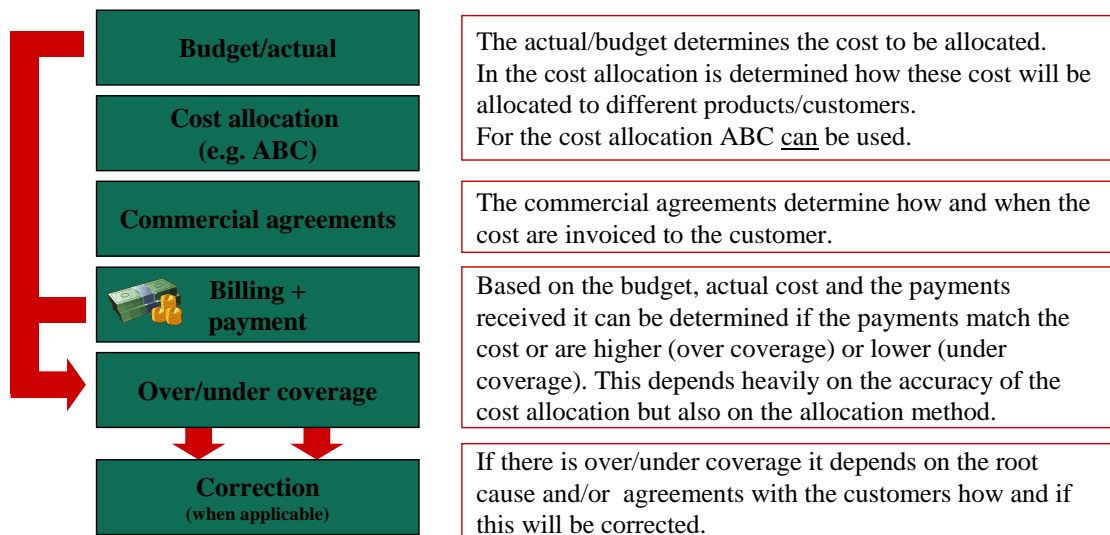 Budget/actual
The actual/budget determines the cost to be allocated.
In the cost allocation is determined how these cost will be
allocated to different products/customers.
For the cost allocation ABC can be used.
Cost allocation
(e.g. ABC)
Commercial agreements
The commercial agreements determine how and when the
cost are invoiced to the customer.
Billing +
payment
Based on the budget, actual cost and the payments
received it can be determined if the payments match the
cost or are higher (over coverage) or lower (under
coverage). This depends heavily on the accuracy of the
cost allocation but also on the allocation method.
Over/under coverage
Correction
(when applicable)
If there is over/under coverage it depends on the root
cause and/or agreements with the customers how and if
this will be corrected.